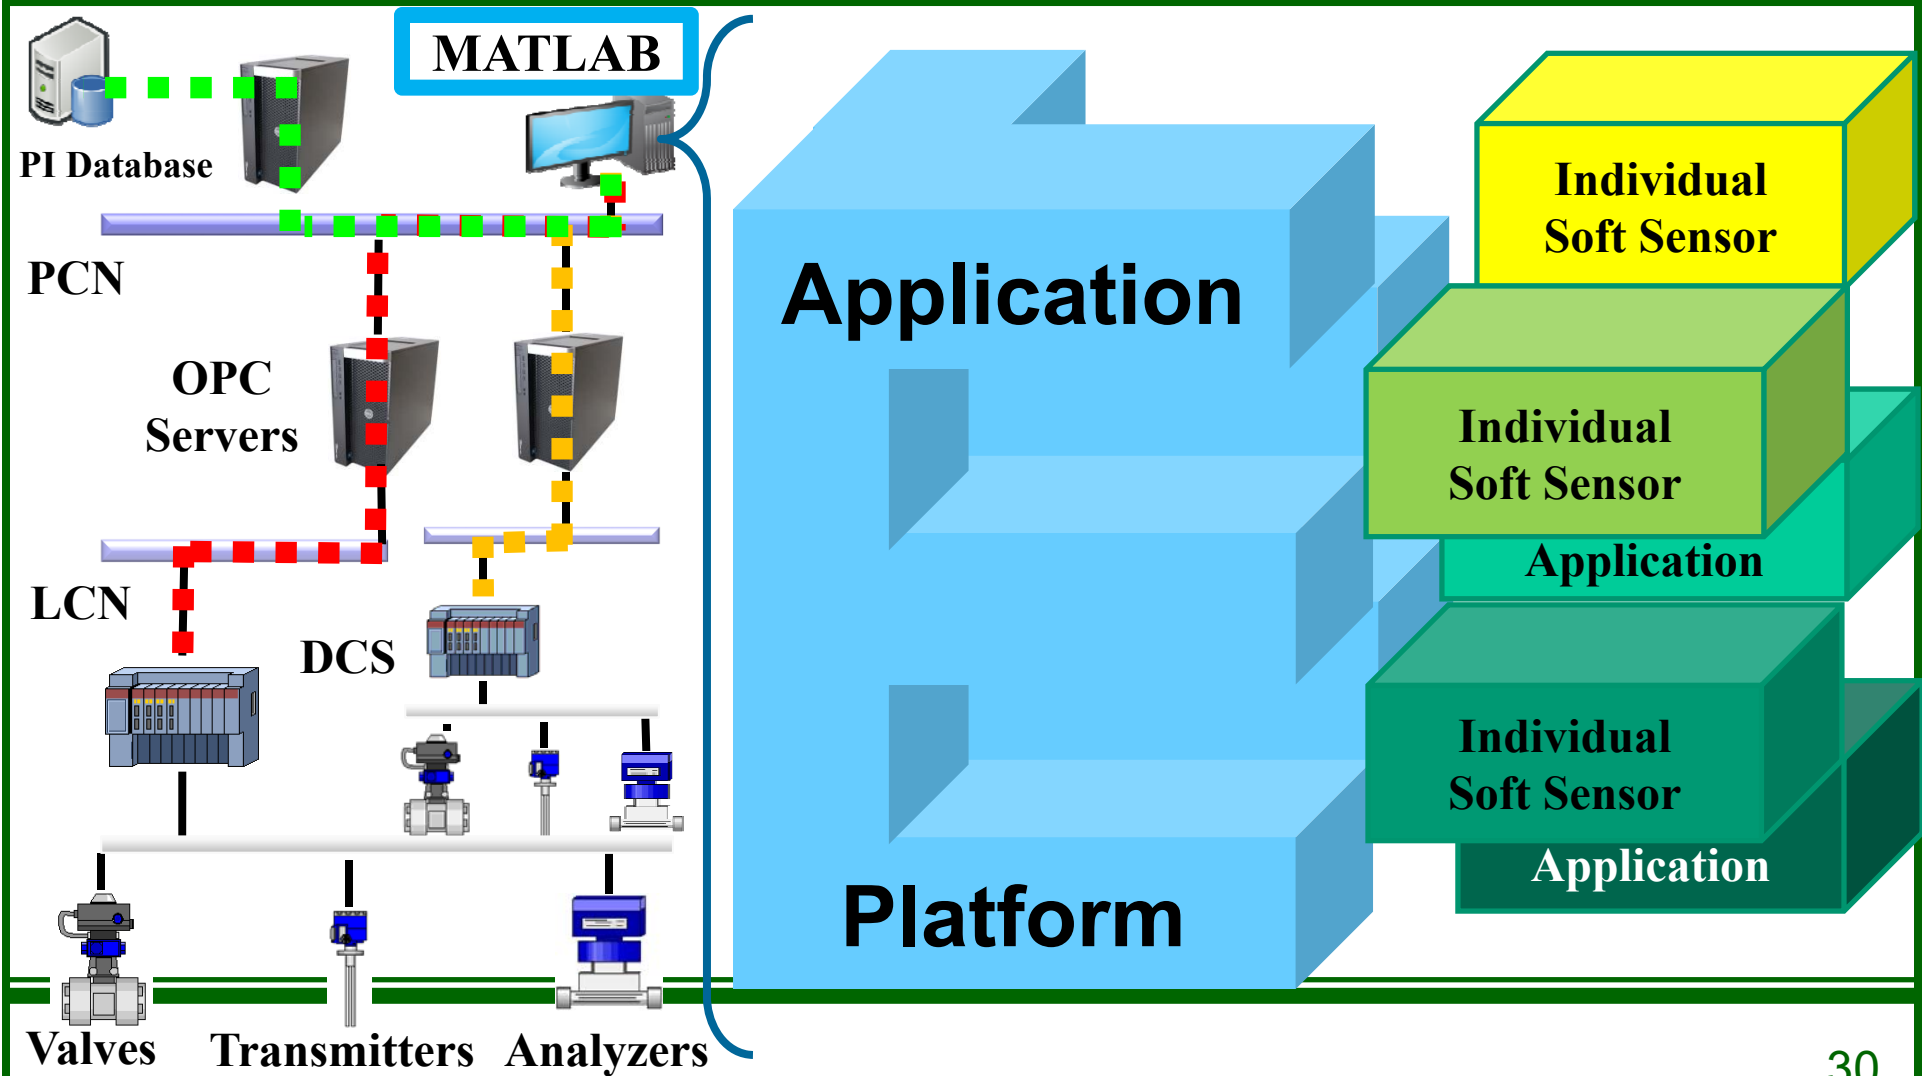 MATLAB
PI Database
PCN
OPC
Servers
LCN
DCS
Valves
Transmitters
Analyzers
Application
Platform
Individual
Soft Sensor
Individual
Soft Sensor
Application
Individual
Soft Sensor
Application
30